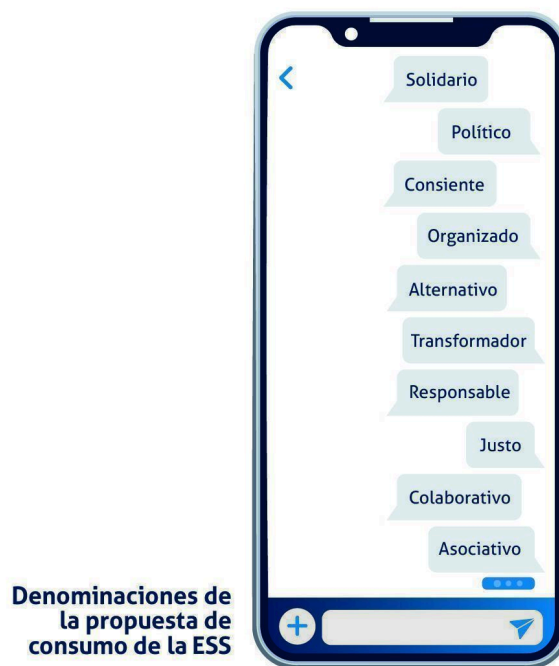 Solidario
Político
Consiente
Organizado
Alternativo
Transformador
Responsable
Justo
Colaborativo
Asociativo
Denominaciones de
la propuesta de
consumo de la ESS